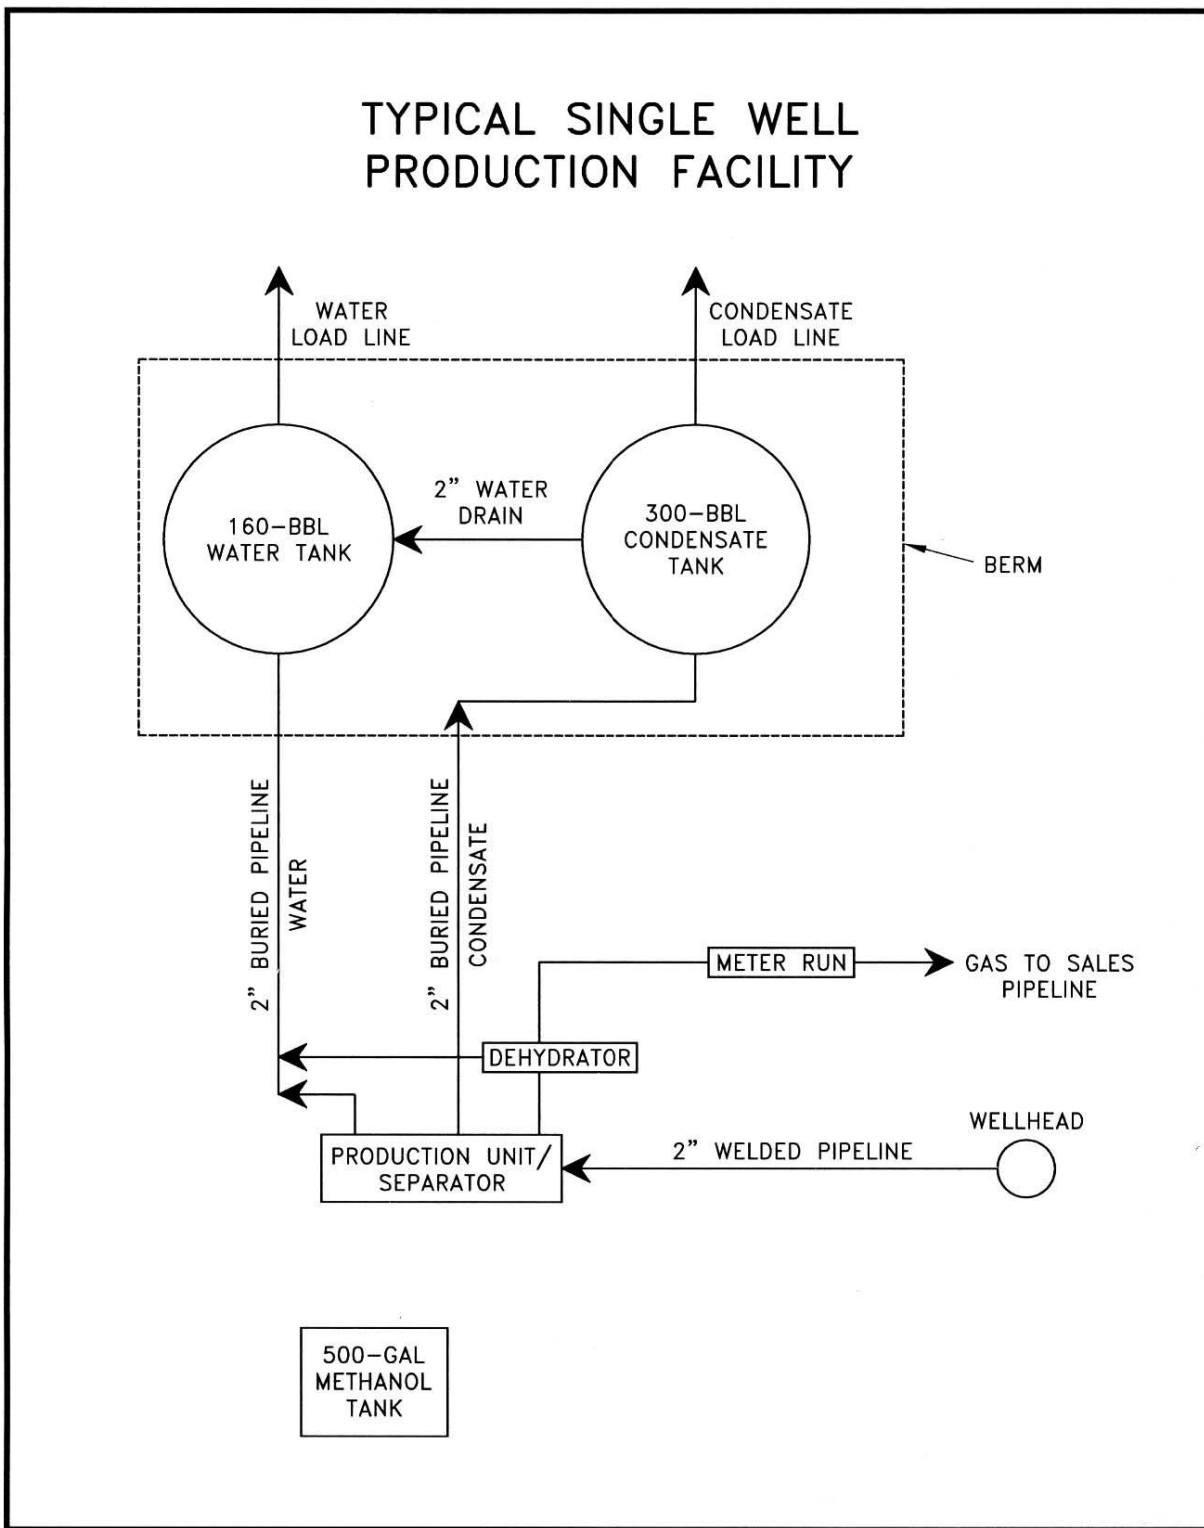 TYPICAL SINGLE WELL
PRODUCTION FACILITY
WATER
LOAD LINE
CONDENSATE
LOAD LINE
2” WATER
DRAIN
160-BBL
WATER TANK
300-BBL
CONDENSATE
TANK
BERM
2” BURIED PIPELINE
WATER
2” BURIED PIPELINE
CONDENSATE
METER RUN
GAS TO SALES
PIPELINE
DEHYDRATOR
WELLHEAD
PRODUCTION UNIT/
SEPARATOR
2” WELDED PIPELINE
500-GAL
METHANOL
TANK